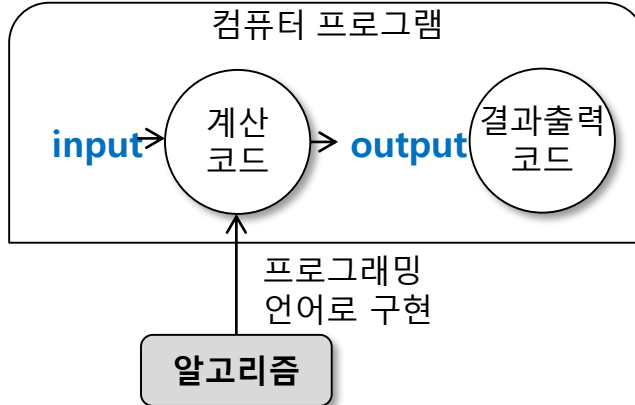 컴퓨터 프로그램
input
계산
코드
output
결과출력
코드
프로그래밍
언어로 구현
알고리즘